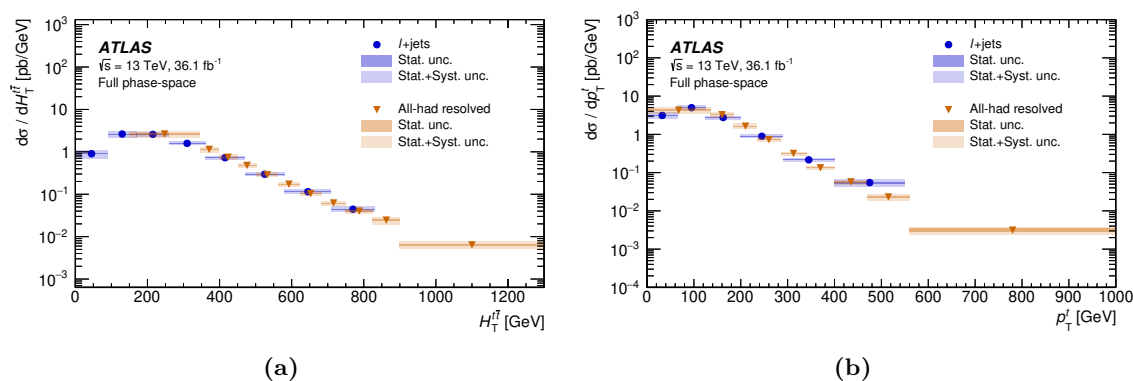 ATLAS
√s = 13 TeV, 36.1 fb⁻¹
Full phase-space
l+jets
Stat. unc.
Stat.+Syst. unc.
All-had resolved
Stat. unc.
Stat.+Syst. unc.
dσ / dH_T^{tt̄} [pb/GeV]
10³
10²
10
1
10⁻¹
10⁻²
10⁻³
0 200 400 600 800 1000 1200
H_T^{tt̄} [GeV]
(a)
ATLAS
√s = 13 TeV, 36.1 fb⁻¹
Full phase-space
l+jets
Stat. unc.
Stat.+Syst. unc.
All-had resolved
Stat. unc.
Stat.+Syst. unc.
dσ / dp_T^t [pb/GeV]
10³
10²
10
1
10⁻¹
10⁻²
10⁻³
10⁻⁴
0 100 200 300 400 500 600 700 800 900 1000
p_T^t [GeV]
(b)